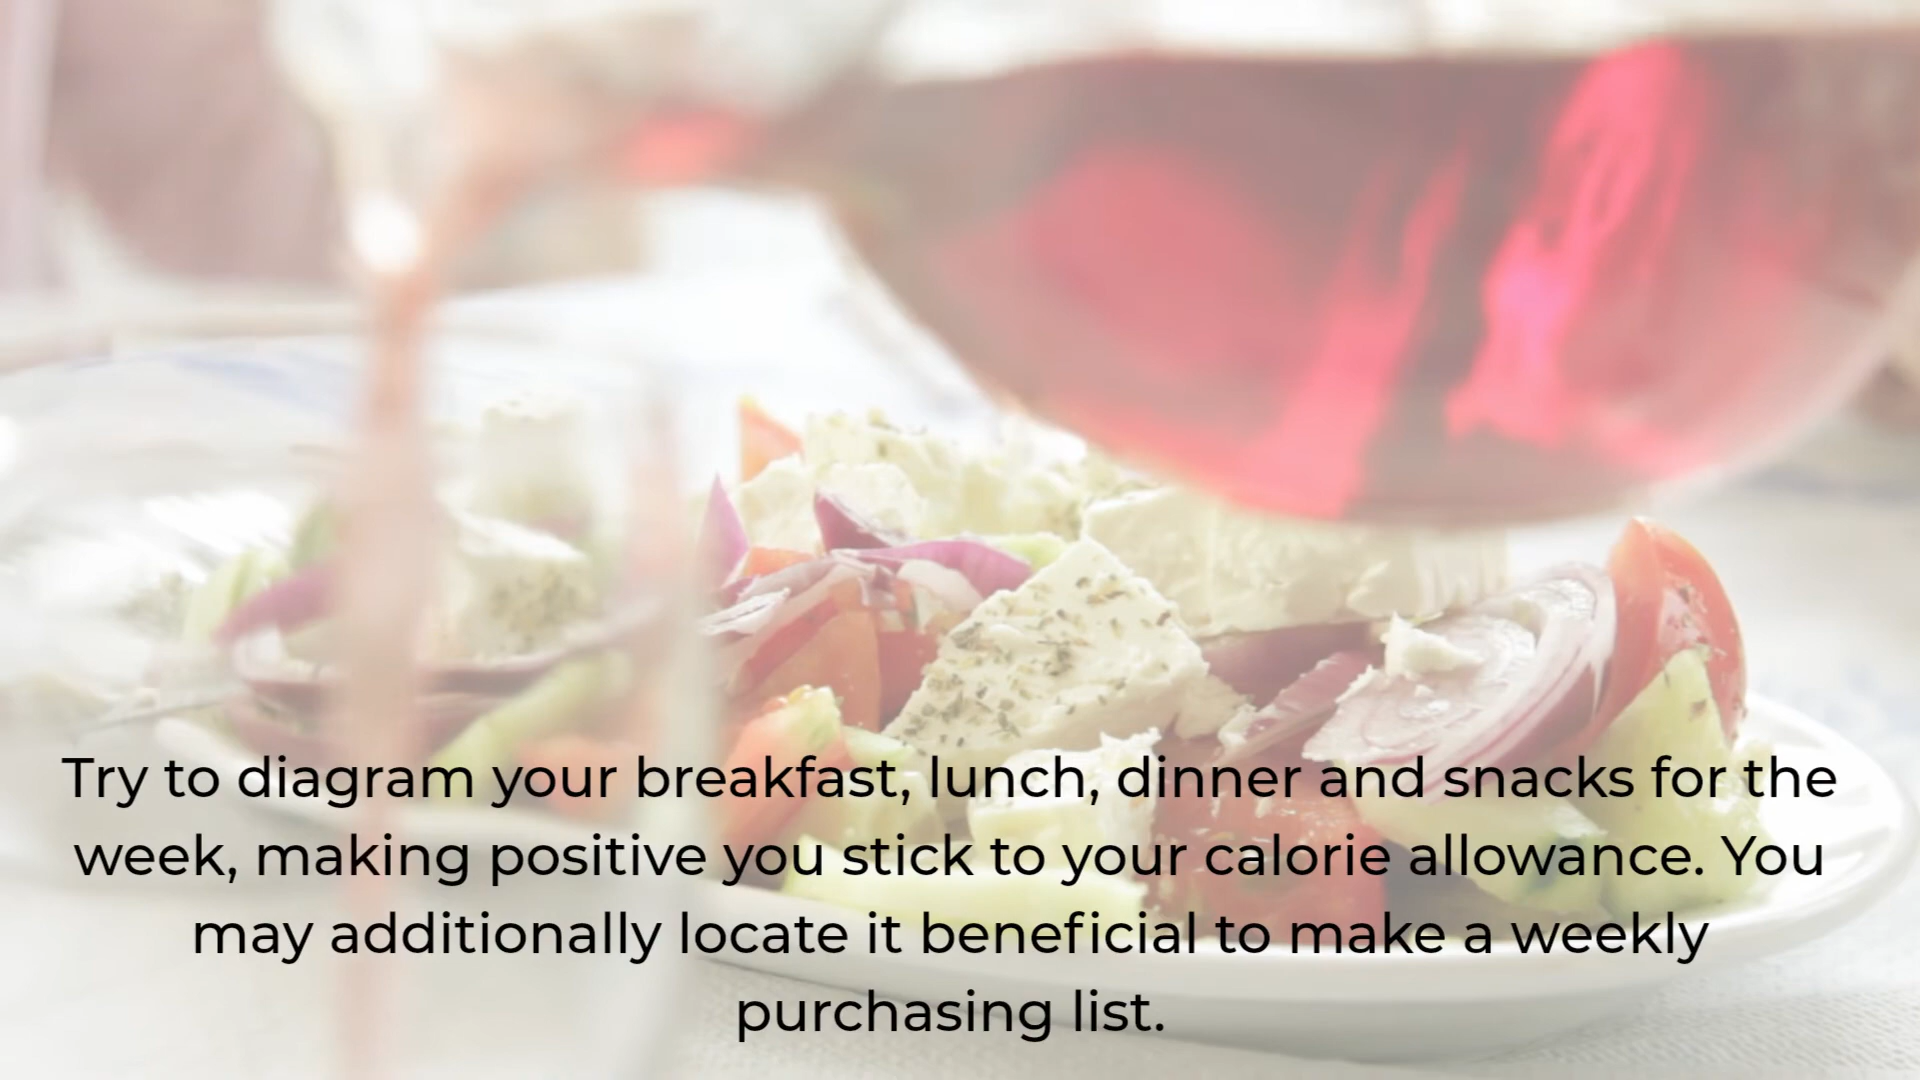 Try to diagram your breakfast, lunch, dinner and snacks for the
week, making positive you stick to your calorie allowance. You
may additionally locate it beneficial to make a weekly
purchasing list.